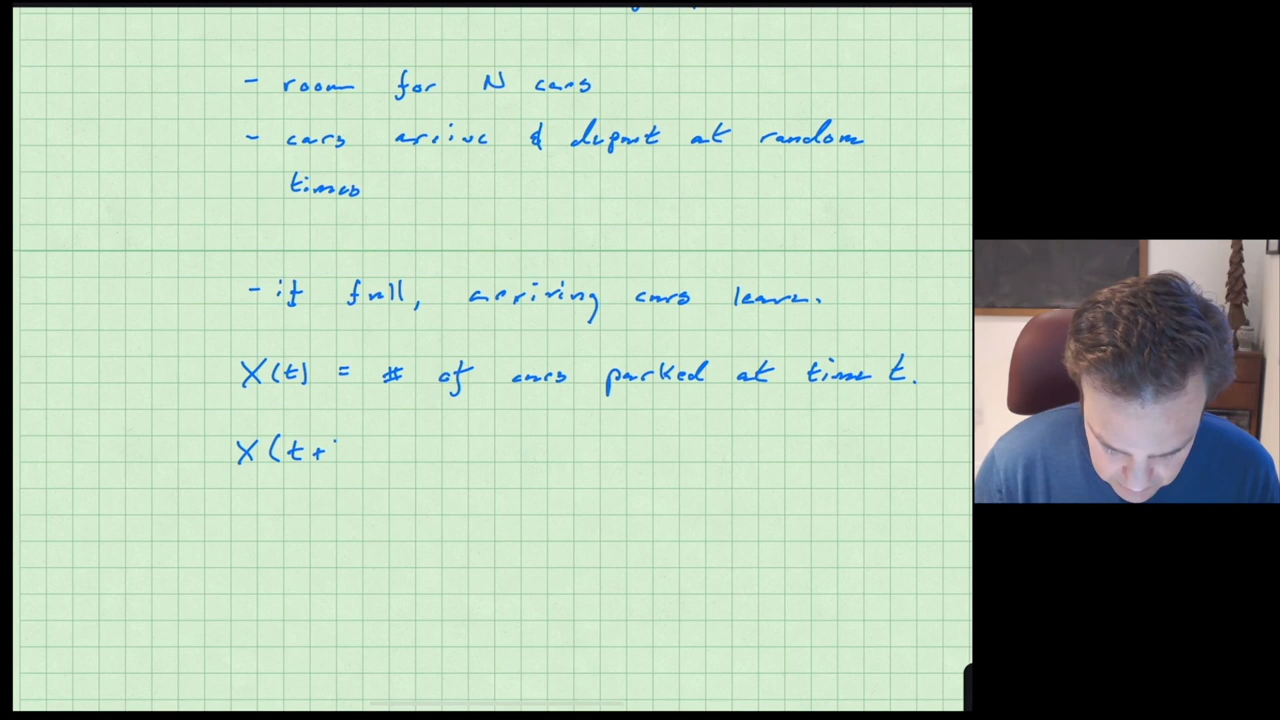 - room for N cars
- cars arrive & depart at random
times
- if full, arriving cars leave.
X(t) = # of cars parked at time t.
X(t+